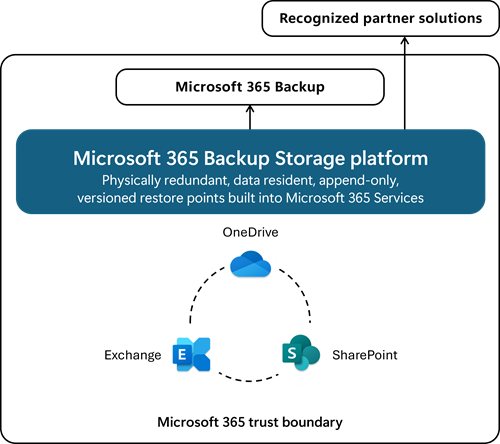 Recognized partner solutions
Microsoft 365 Backup
Microsoft 365 Backup Storage platform
Physically redundant, data resident, append-only,
versioned restore points built into Microsoft 365 Services
OneDrive
E
Exchange
S
SharePoint
Microsoft 365 trust boundary